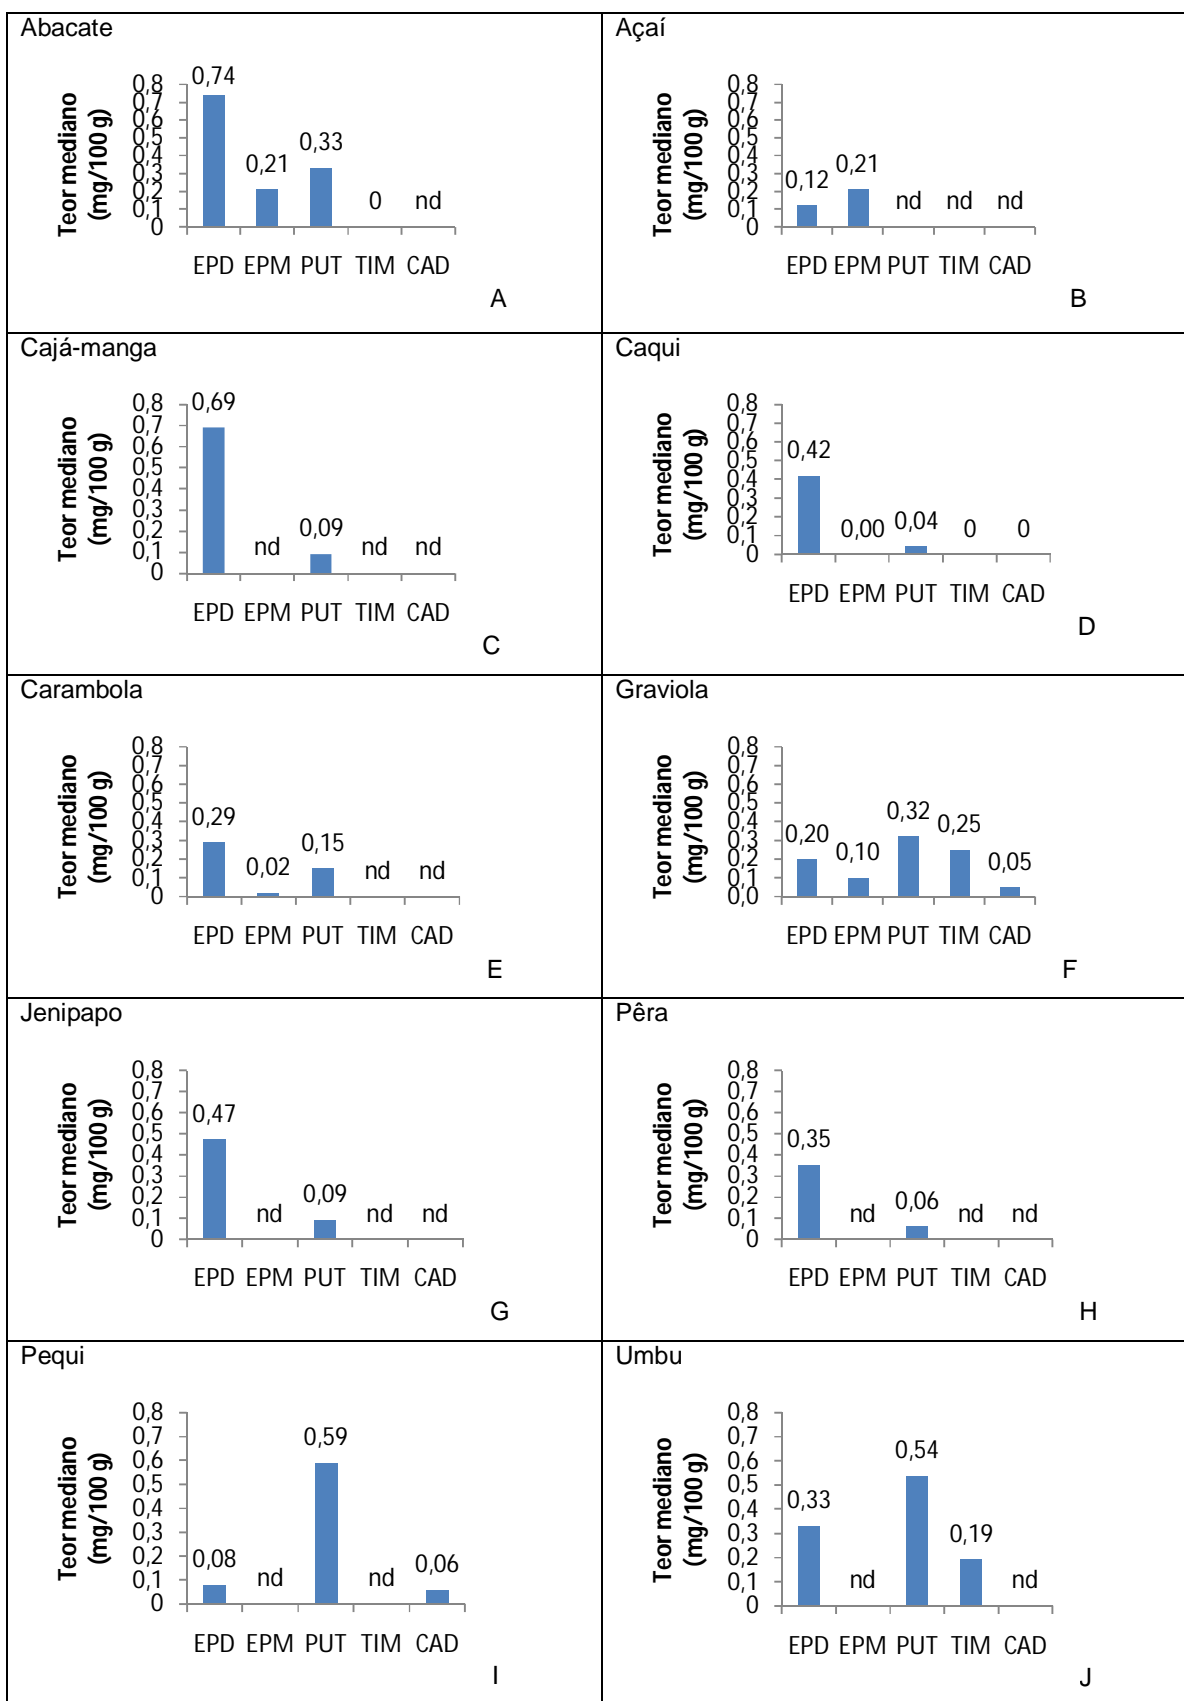 Abacate
Teor mediano
(mg/100 g)
0,8
0,7
0,6
0,5
0,4
0,3
0,2
0,1
0
0,74
0,21
0,33
0
nd
EPD EPM PUT TIM CAD
A
Açaí
Teor mediano
(mg/100 g)
0,8
0,7
0,6
0,5
0,4
0,3
0,2
0,1
0
0,12
0,21
nd
nd
nd
EPD EPM PUT TIM CAD
B
Cajá-manga
Teor mediano
(mg/100 g)
0,8
0,7
0,6
0,5
0,4
0,3
0,2
0,1
0
0,69
nd
0,09
nd
nd
EPD EPM PUT TIM CAD
C
Caqui
Teor mediano
(mg/100 g)
0,8
0,7
0,6
0,5
0,4
0,3
0,2
0,1
0
0,42
0,00
0,04
0
0
EPD EPM PUT TIM CAD
D
Carambola
Teor mediano
(mg/100 g)
0,8
0,7
0,6
0,5
0,4
0,3
0,2
0,1
0
0,29
0,02
0,15
nd
nd
EPD EPM PUT TIM CAD
E
Graviola
Teor mediano
(mg/100 g)
0,8
0,7
0,6
0,5
0,4
0,3
0,2
0,1
0,0
0,20
0,10
0,32
0,25
0,05
EPD EPM PUT TIM CAD
F
Jenipapo
Teor mediano
(mg/100 g)
0,8
0,7
0,6
0,5
0,4
0,3
0,2
0,1
0
0,47
nd
0,09
nd
nd
EPD EPM PUT TIM CAD
G
Pêra
Teor mediano
(mg/100 g)
0,8
0,7
0,6
0,5
0,4
0,3
0,2
0,1
0
0,35
nd
0,06
nd
nd
EPD EPM PUT TIM CAD
H
Pequi
Teor mediano
(mg/100 g)
0,8
0,7
0,6
0,5
0,4
0,3
0,2
0,1
0
0,08
nd
0,59
nd
0,06
EPD EPM PUT TIM CAD
I
Umbu
Teor mediano
(mg/100 g)
0,8
0,7
0,6
0,5
0,4
0,3
0,2
0,1
0
0,33
nd
0,54
0,19
nd
EPD EPM PUT TIM CAD
J